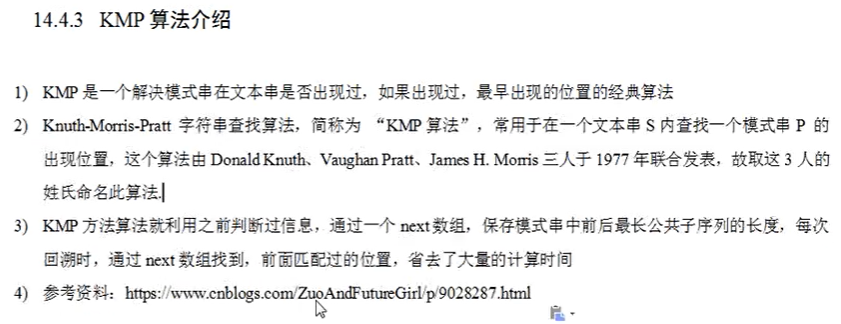 14.4.3 KMP 算法介绍
1) KMP 是一个解决模式串在文本串是否出现过，如果出现过，最早出现的位置的经典算法
2) Knuth-Morris-Pratt 字符串查找算法，简称为 “KMP 算法”，常用于在一个文本串 S 内查找一个模式串 P 的
出现位置，这个算法由 Donald Knuth、Vaughan Pratt、James H. Morris 三人于 1977 年联合发表，故取这 3 人的
姓氏命名此算法.
3) KMP 方法算法就利用之前判断过信息，通过一个 next 数组，保存模式串中前后最长公共子序列的长度，每次
回溯时，通过 next 数组找到，前面匹配过的位置，省去了大量的计算时间
4) 参考资料：https://www.cnblogs.com/ZuoAndFutureGirl/p/9028287.html